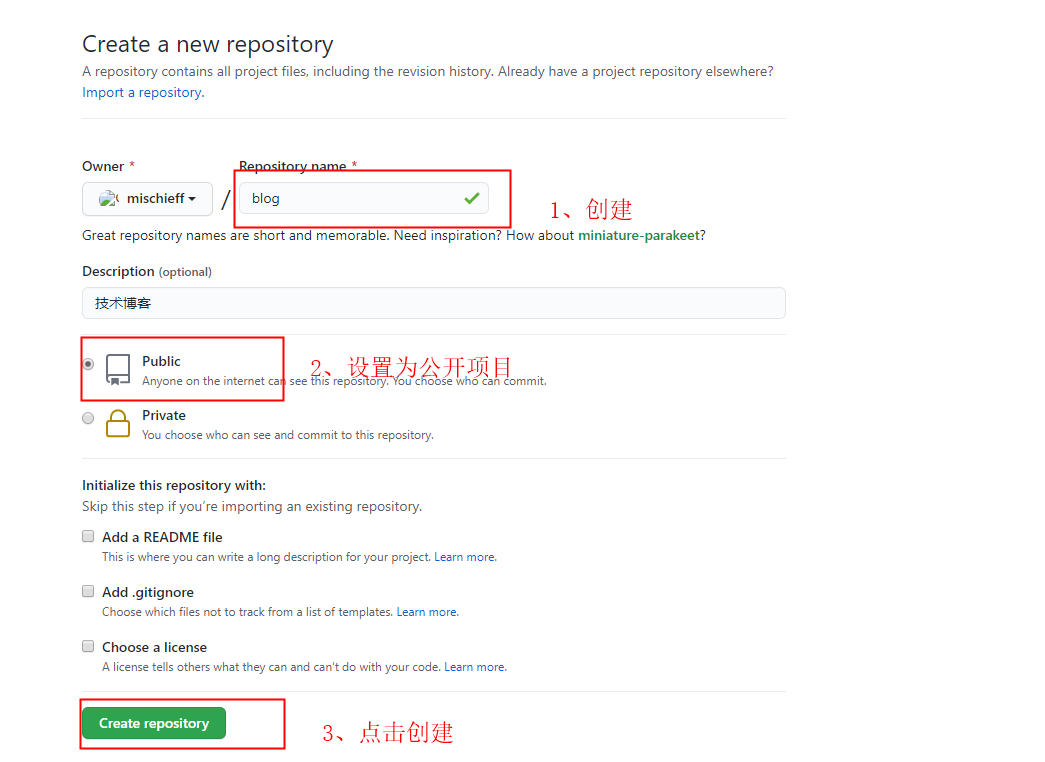 Create a new repository
A repository contains all project files, including the revision history. Already have a project repository elsewhere?
Import a repository.
Owner *
Repository name *
mischieff
/
blog
1、创建
Great repository names are short and memorable. Need inspiration? How about miniature-parakeet?
Description (optional)
技术博客
Public
2、设置为公开项目
Anyone on the internet can see this repository. You choose who can commit.
Private
You choose who can see and commit to this repository.
Initialize this repository with:
Skip this step if you’re importing an existing repository.
Add a README file
This is where you can write a long description for your project. Learn more.
Add .gitignore
Choose which files not to track from a list of templates. Learn more.
Choose a license
A license tells others what they can and can't do with your code. Learn more.
Create repository
3、点击创建